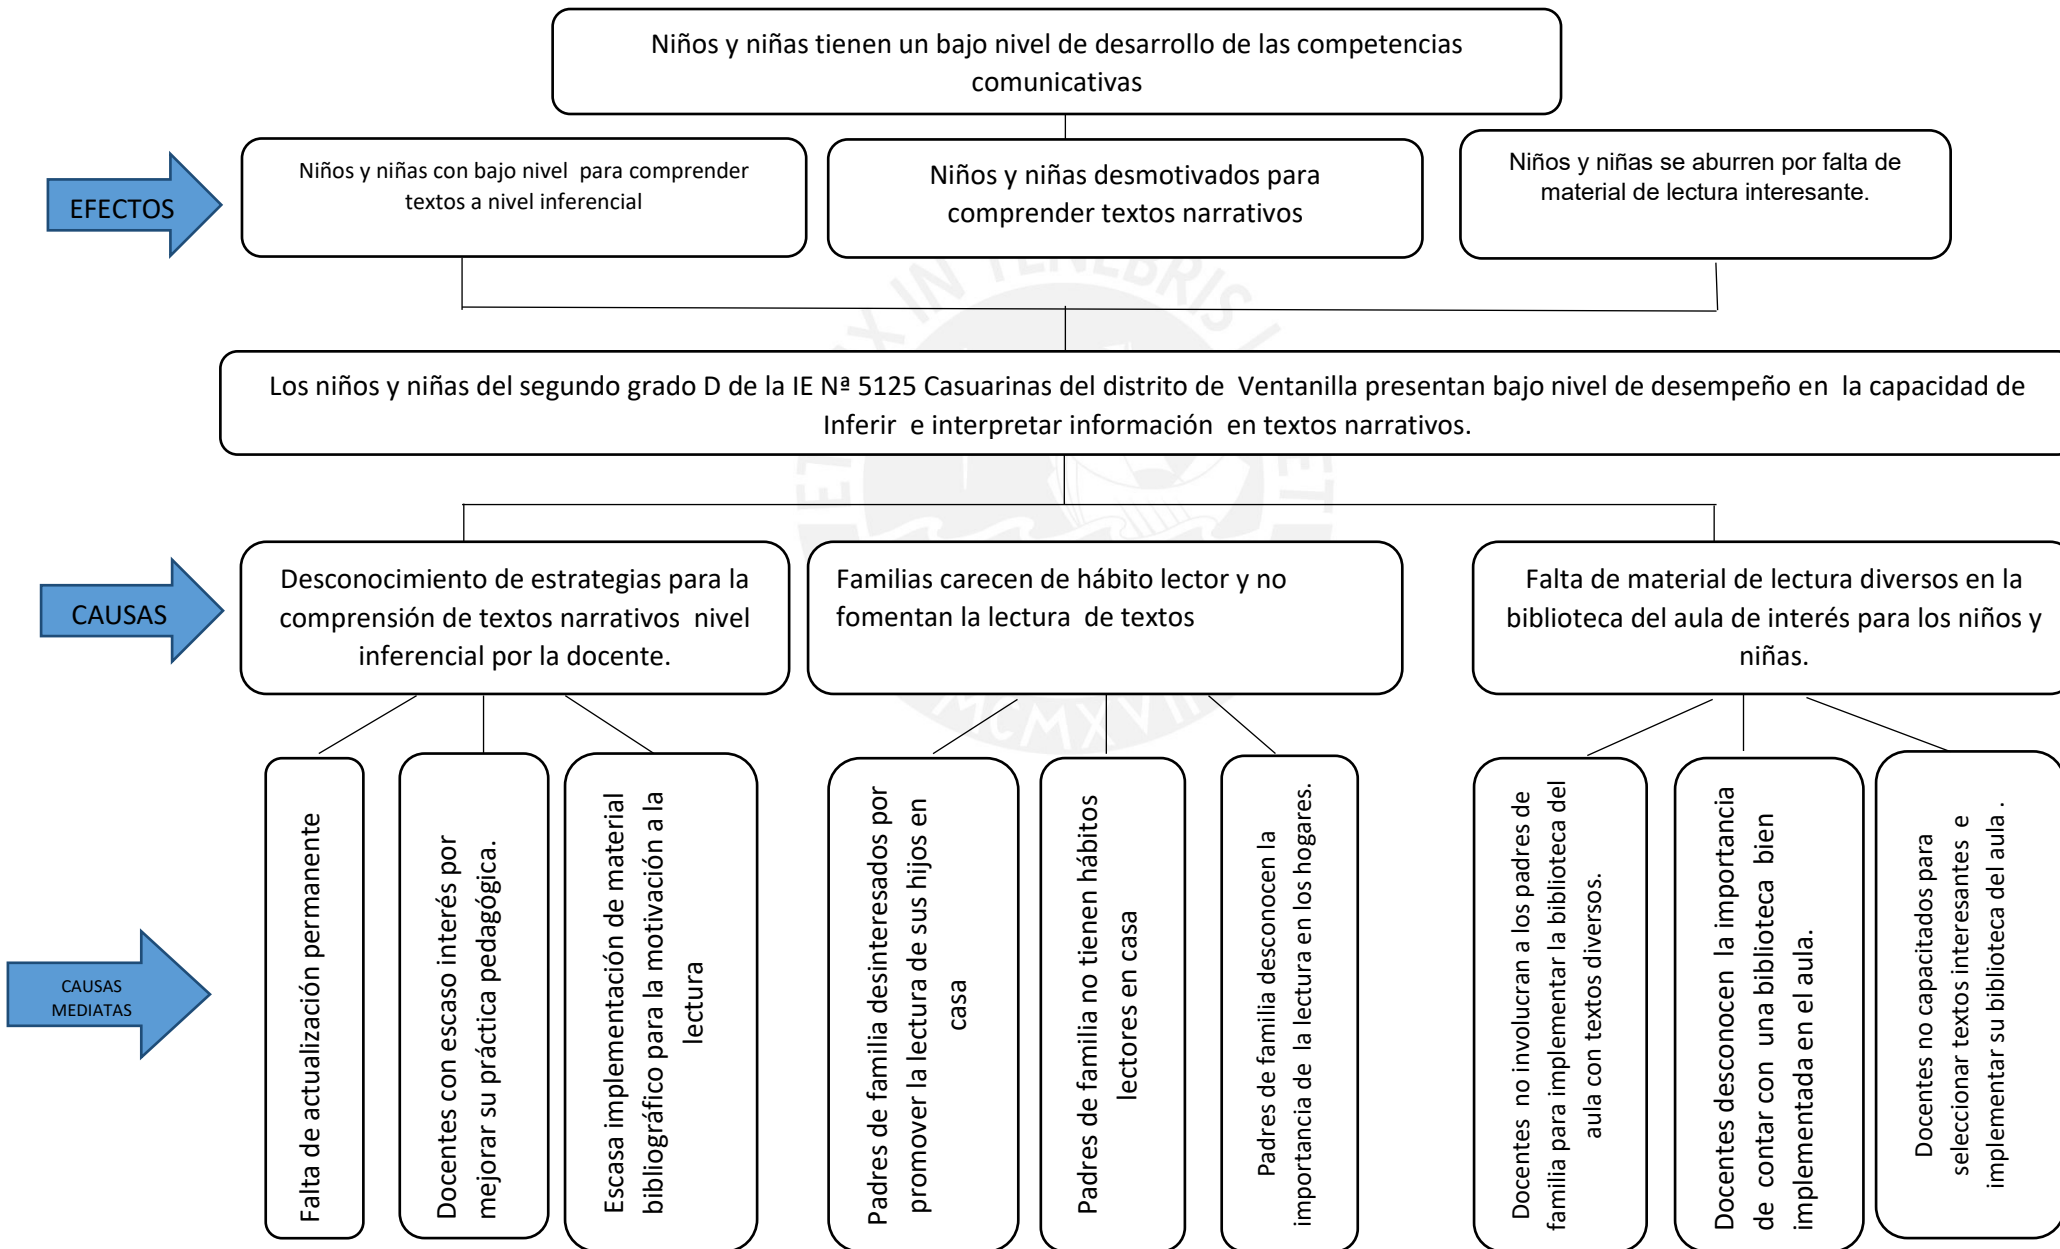 Niños y niñas tienen un bajo nivel de desarrollo de las competencias
comunicativas
EFECTOS
Niños y niñas con bajo nivel para comprender
textos a nivel inferencial
Niños y niñas desmotivados para
comprender textos narrativos
Niños y niñas se aburren por falta de
material de lectura interesante.
Los niños y niñas del segundo grado D de la IE Nª 5125 Casuarinas del distrito de Ventanilla presentan bajo nivel de desempeño en la capacidad de
Inferir e interpretar información en textos narrativos.
CAUSAS
Desconocimiento de estrategias para la
comprensión de textos narrativos nivel
inferencial por la docente.
Familias carecen de hábito lector y no
fomentan la lectura de textos
Falta de material de lectura diversos en la
biblioteca del aula de interés para los niños y
niñas.
CAUSAS
MEDIATAS
Falta de actualización permanente
Docentes con escaso interés por
mejorar su práctica pedagógica.
Escasa implementación de material
bibliográfico para la motivación a la
lectura
Padres de familia desinteresados por
promover la lectura de sus hijos en
casa
Padres de familia no tienen hábitos
lectores en casa
Padres de familia desconocen la
importancia de la lectura en los hogares.
Docentes no involucran a los padres de
familia para implementar la biblioteca del
aula con textos diversos.
Docentes desconocen la importancia
de contar con una biblioteca bien
implementada en el aula.
Docentes no capacitados para
seleccionar textos interesantes e
implementar su biblioteca del aula .
ET LUX IN TENEBRIS LUCET
MCMXVII